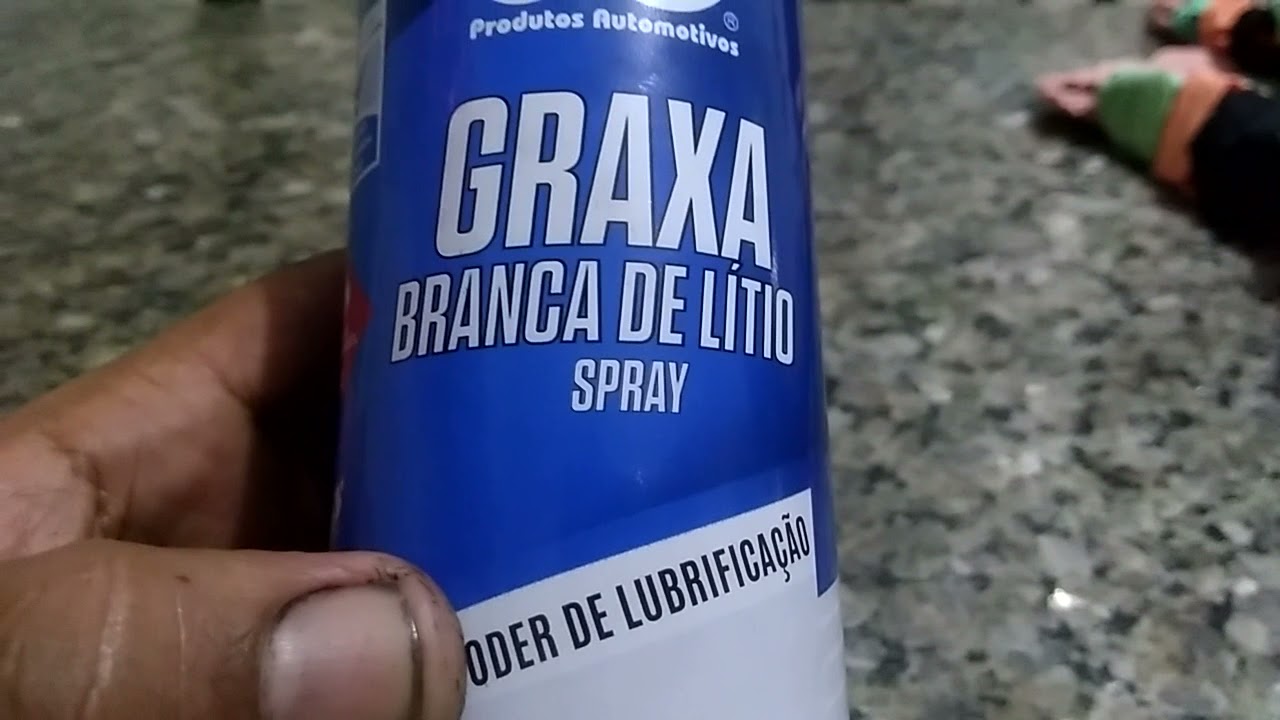 Produtos Automotivos®
GRAXA
BRANCA DE LÍTIO
SPRAY
ODER DE LUBRIFICAÇÃO